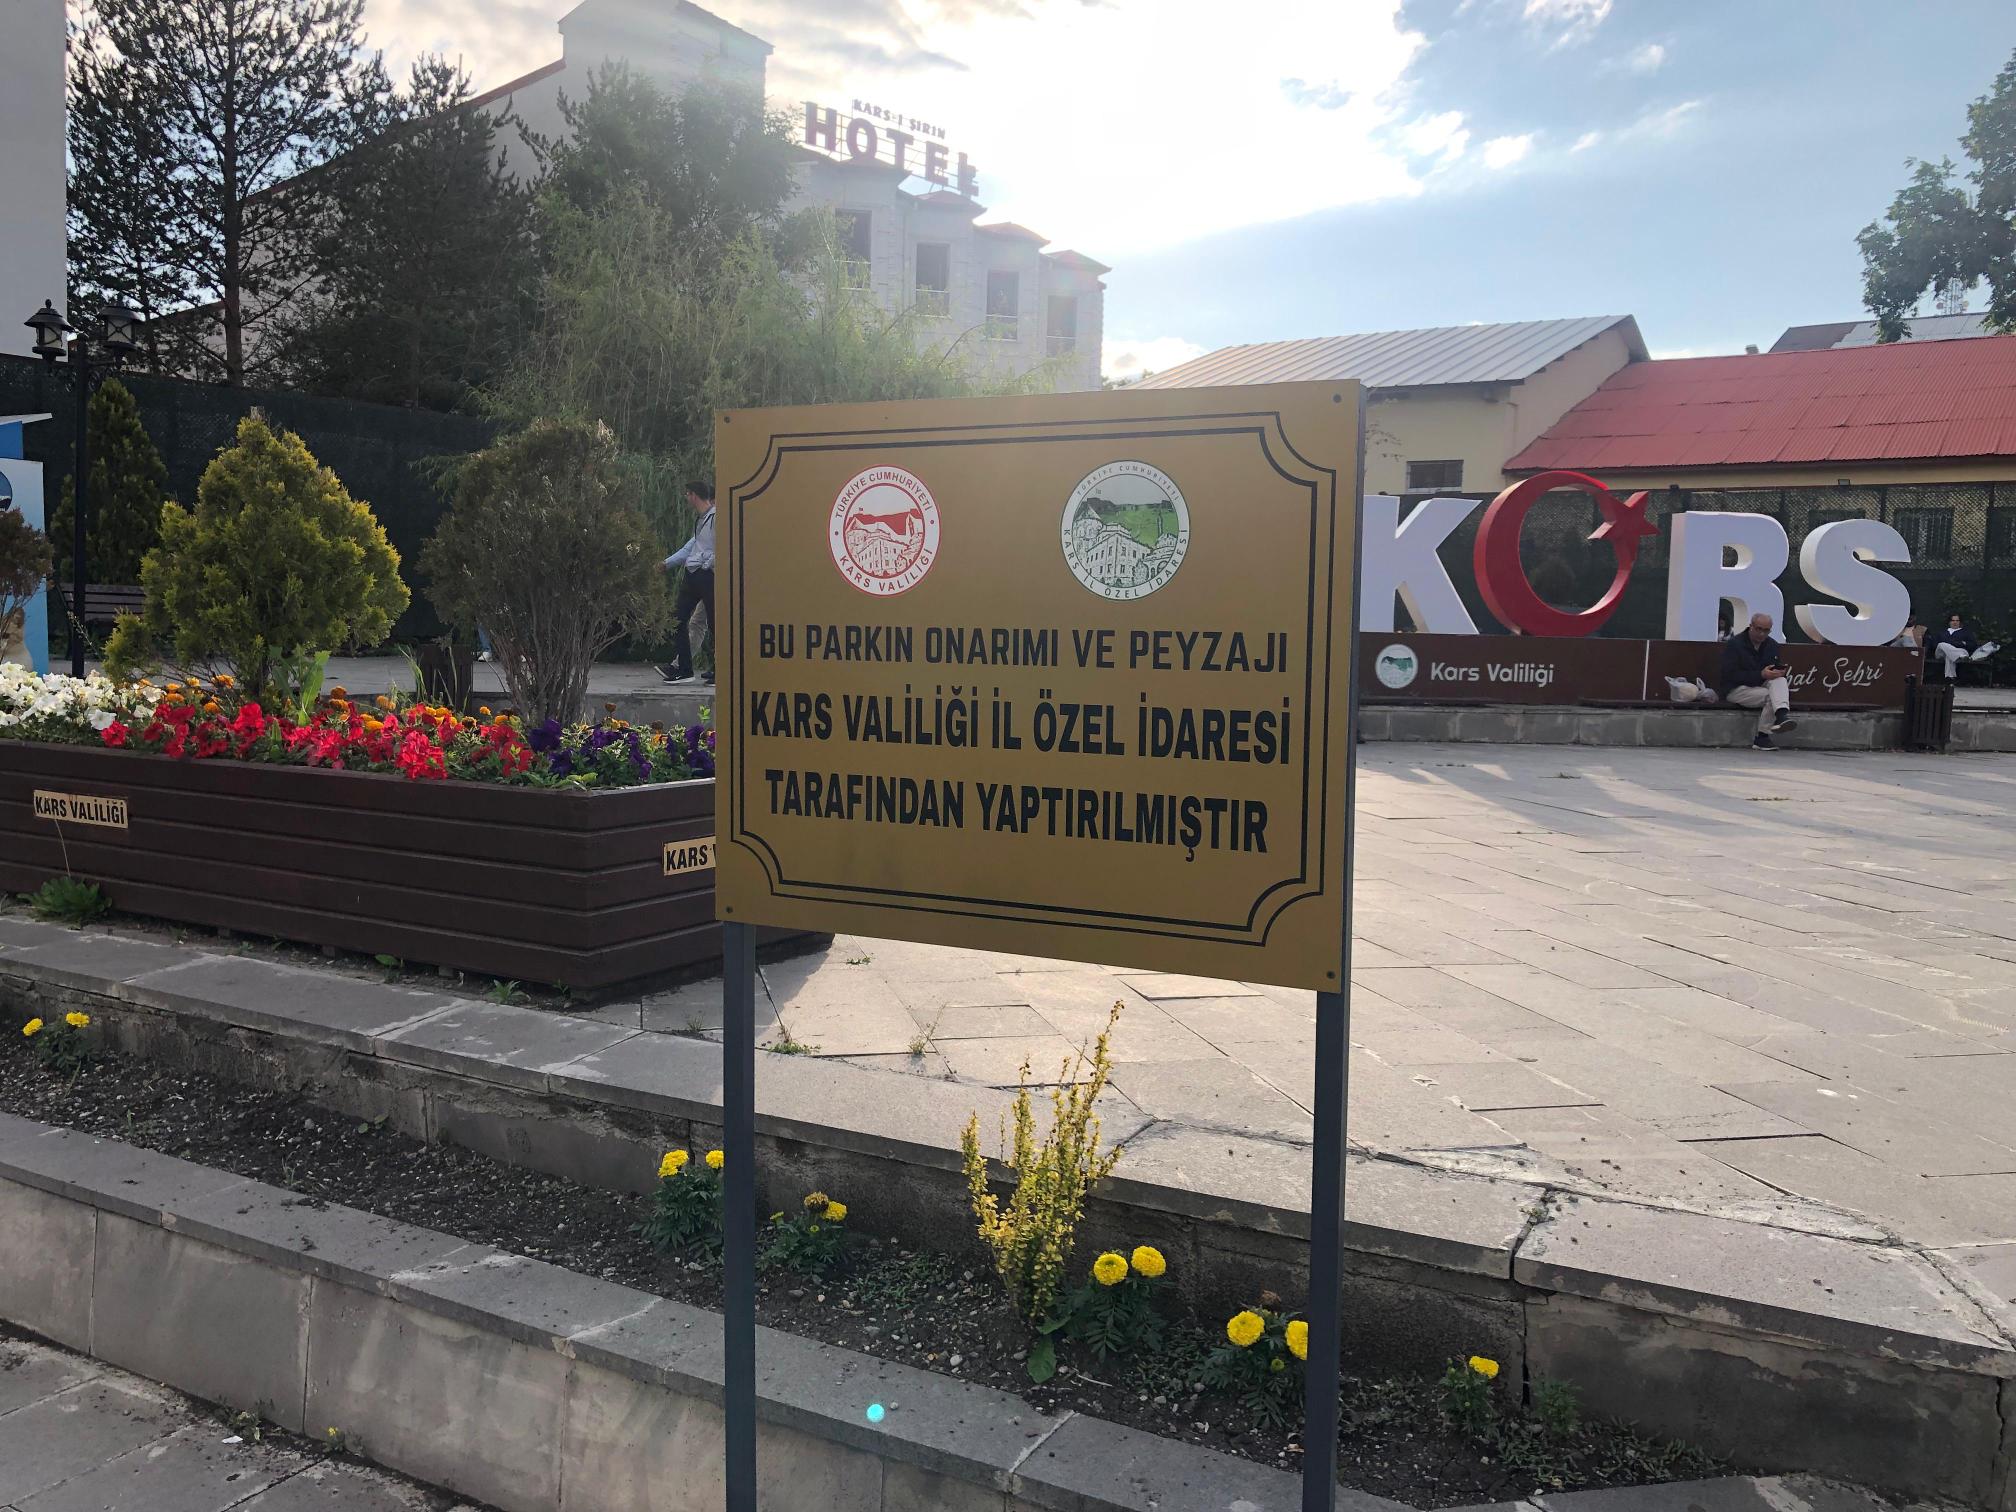 KARS-I ŞİRİN
HOTEL
TÜRKİYE CUMHURİYETİ
KARS VALİLİĞİ
TÜRKİYE CUMHURİYETİ
KARS İL ÖZEL İDARESİ
BU PARKIN ONARIMI VE PEYZAJI
KARS VALİLİĞİ İL ÖZEL İDARESİ
TARAFINDAN YAPTIRILMIŞTIR
KARS
Kars Valiliği
Şehri
KARS VALİLİĞİ
KARS